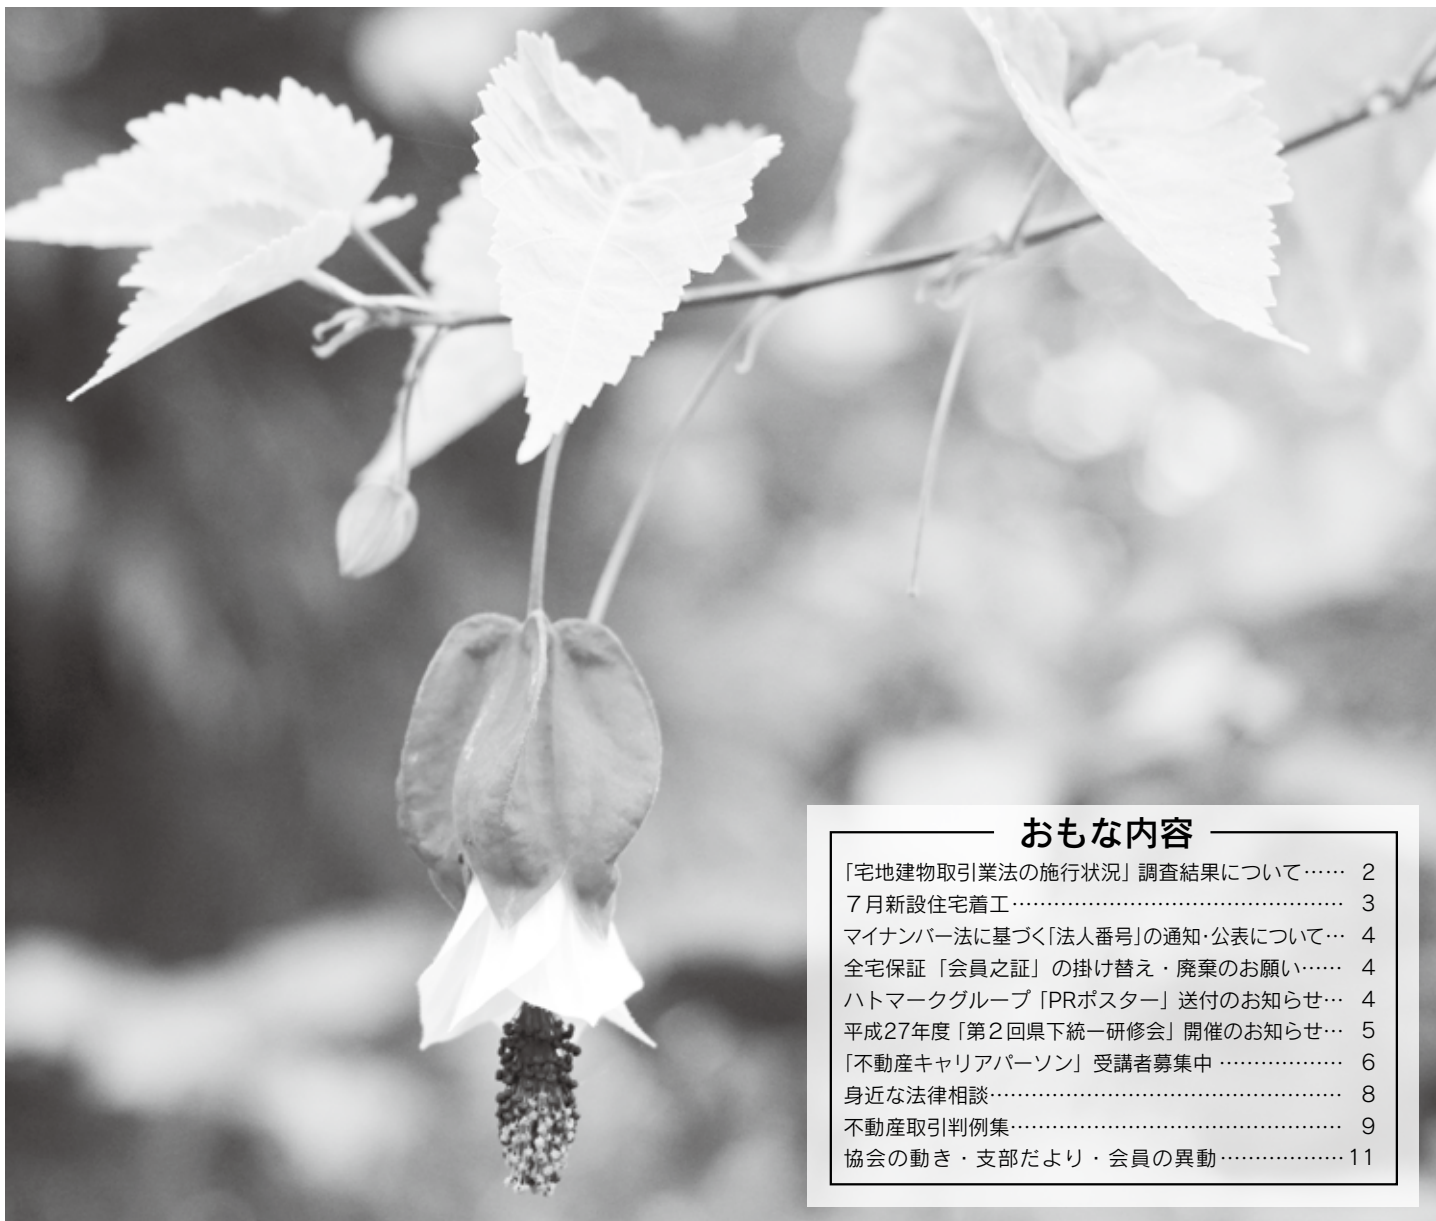 おもな内容
「宅地建物取引業法の施行状況」調査結果について…… 2
７月新設住宅着工………………………………………… 3
マイナンバー法に基づく「法人番号」の通知・公表について… 4
全宅保証「会員之証」の掛け替え・廃棄のお願い…… 4
ハトマークグループ「PRポスター」送付のお知らせ… 4
平成27年度「第２回県下統一研修会」開催のお知らせ… 5
「不動産キャリアパーソン」受講者募集中……………… 6
身近な法律相談…………………………………………… 8
不動産取引判例集………………………………………… 9
協会の動き・支部だより・会員の異動………………11